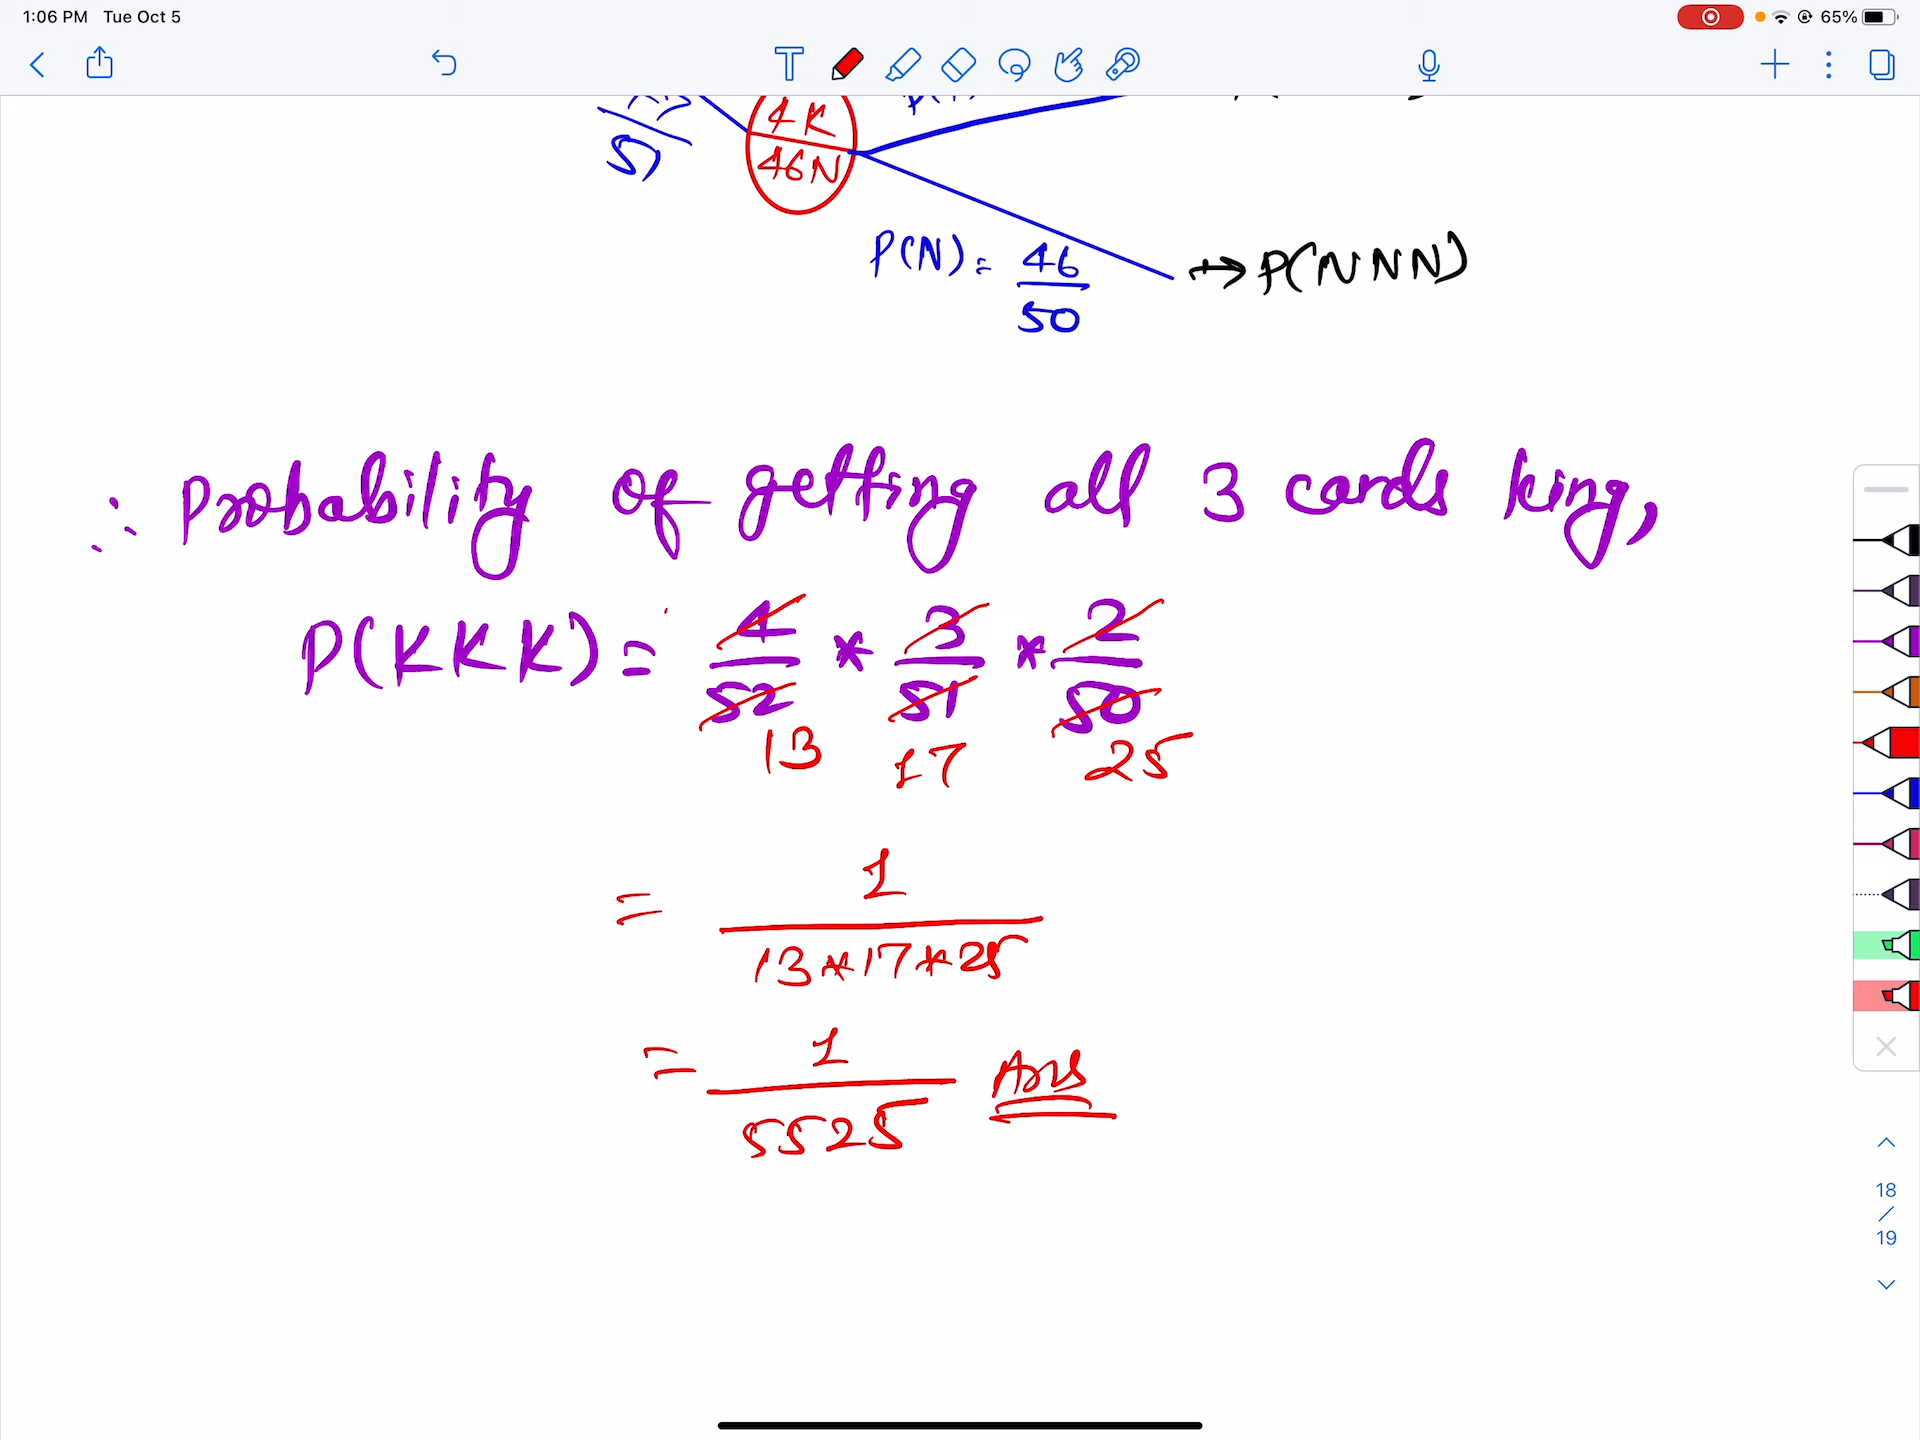 1:06 PM Tue Oct 5
65%
T
4K
46N
51
P(N) = 46/50
→ P(NNN)
∴ Probability of getting all 3 cards king,
P(KKK) = 4/52 * 3/51 * 2/50
13 17 25
= 1/13*17*25
= 1/5525 Ans
18
/
19